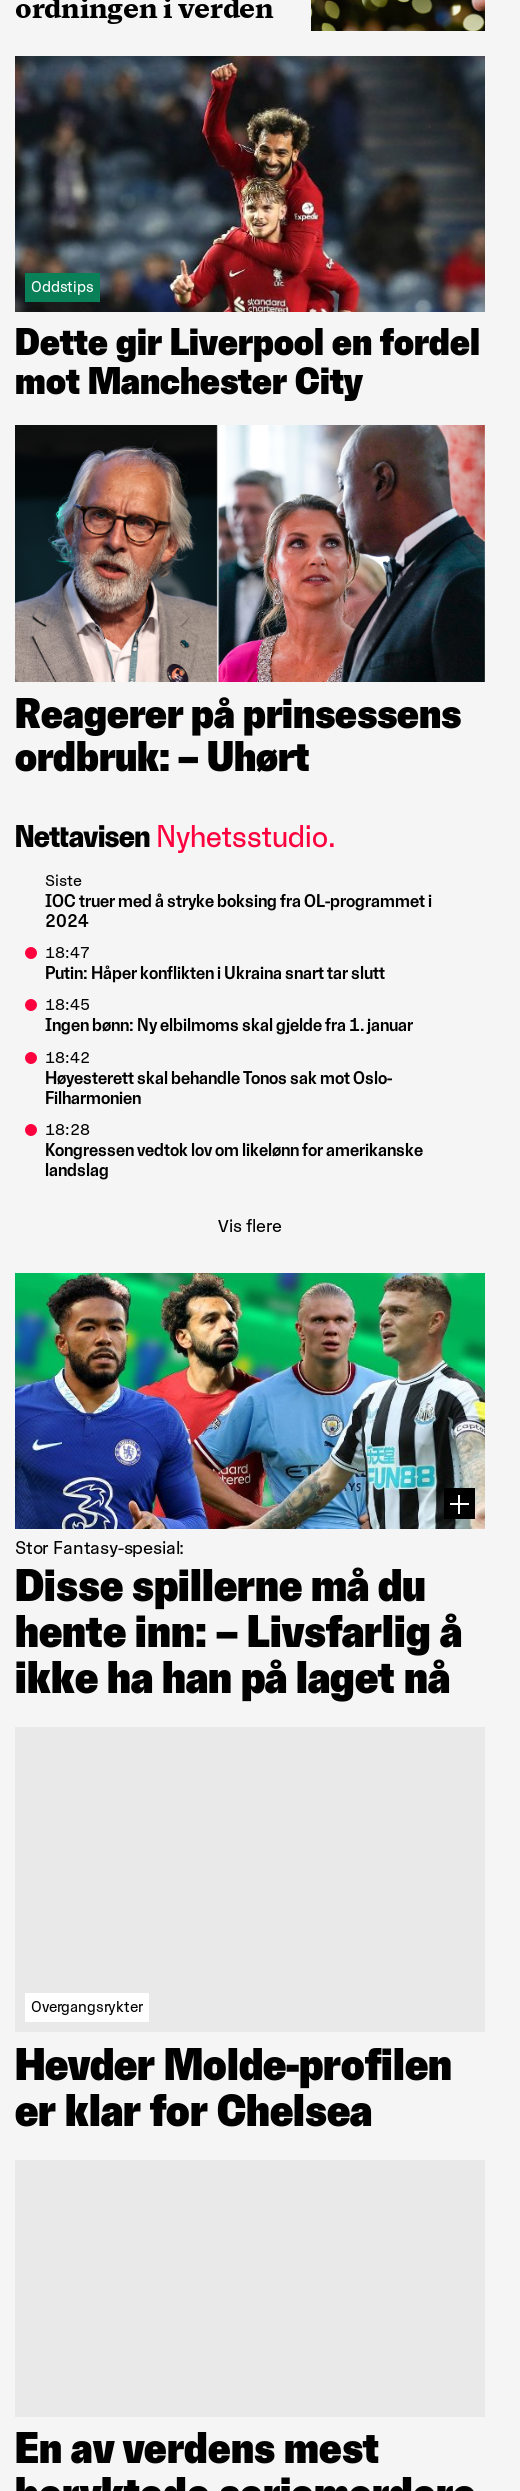 ordningen i verden
Expedia
standard
chartered
Oddstips
Dette gir Liverpool en fordel
mot Manchester City
Reagerer på prinsessens
ordbruk: – Uhørt
Nettavisen Nyhetsstudio.
Siste
IOC truer med å stryke boksing fra OL-programmet i
2024
18:47
Putin: Håper konflikten i Ukraina snart tar slutt
18:45
Ingen bønn: Ny elbilmoms skal gjelde fra 1. januar
18:42
Høyesterett skal behandle Tonos sak mot Oslo-
Filharmonien
18:28
Kongressen vedtok lov om likelønn for amerikanske
landslag
Vis flere
3
FUN88
Stor Fantasy-spesial:
Disse spillerne må du
hente inn: – Livsfarlig å
ikke ha han på laget nå
Overgangsrykter
Hevder Molde-profilen
er klar for Chelsea
En av verdens mest